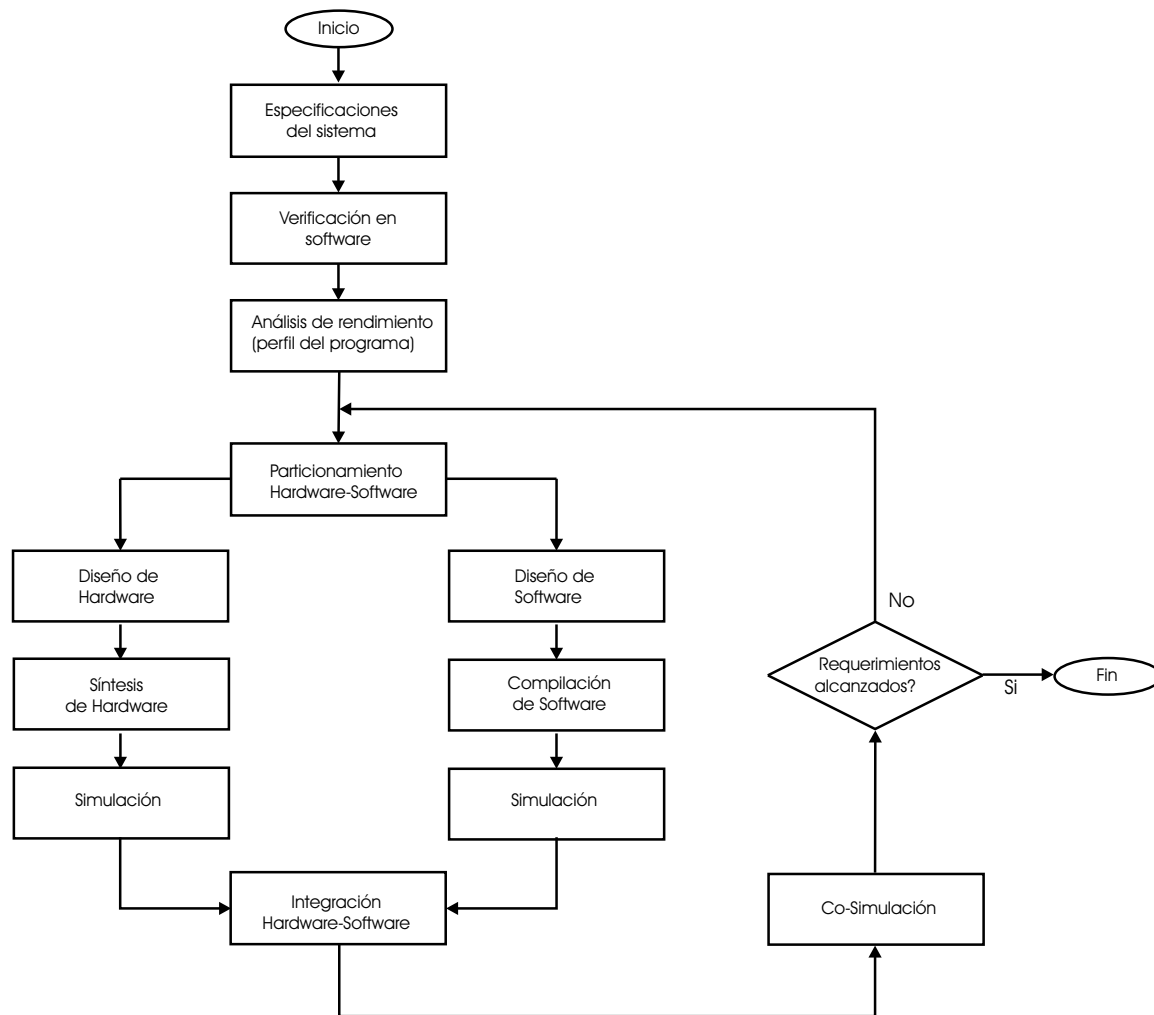 Inicio
Especificaciones
del sistema
Verificación en
software
Análisis de rendimiento
(perfil del programa)
Particionamiento
Hardware-Software
Diseño de
Hardware
Síntesis
de Hardware
Simulación
Diseño de
Software
Compilación
de Software
Simulación
Integración
Hardware-Software
Co-Simulación
Requerimientos
alcanzados?
No
Si
Fin